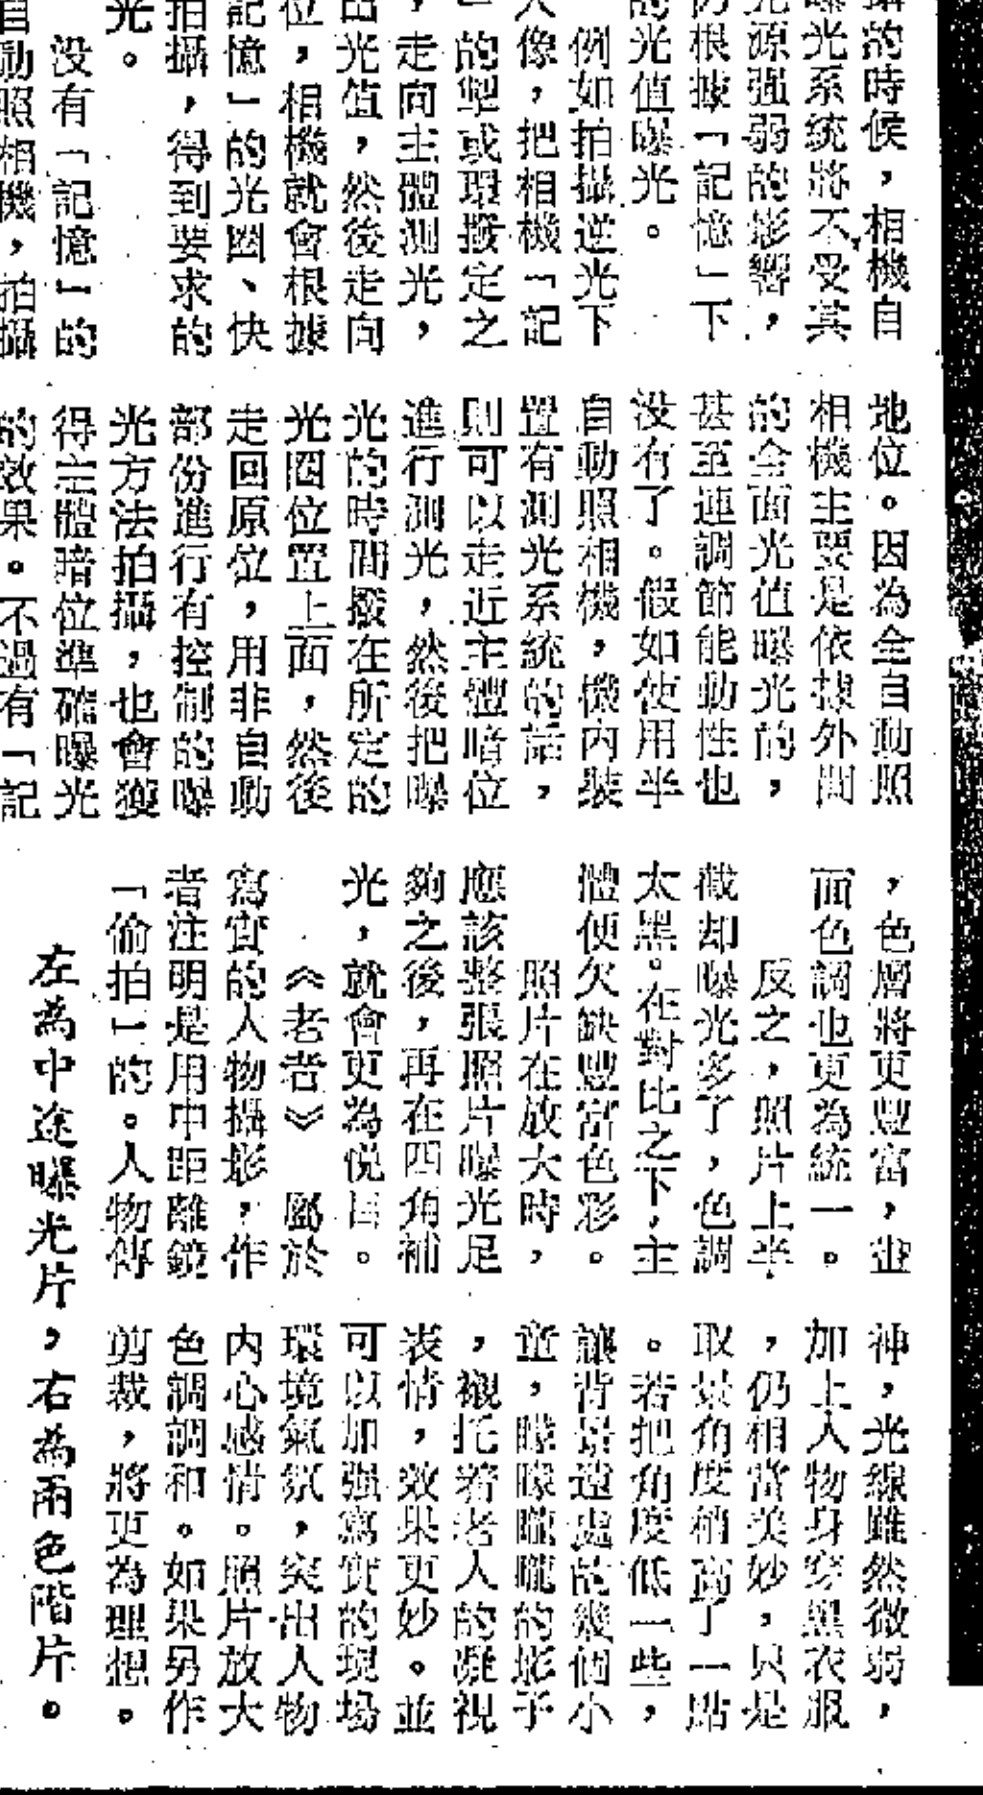 的時候，相機自
曝光系統將不受其
光源强弱的影響，
仍根據「記憶」下
的光值曝光。
例如拍攝逆光下
人像，把相機「記
」的掣或環撥定之
，走向主體測光，
出光值，然後走向
位，相機就會根據
記憶」的光圈、快
拍攝，得到要求的
光。
没有「記憶」的
自動照相機，拍攝
地位。因為全自動照
相機主要是依據外間
的全面光值曝光的，
甚至連調節能動性也
没有了。假如使用半
自動照相機，機内裝
置有測光系統的話，
則可以走近主體暗位
進行測光，然後把曝
光的時間撥在所定的
光圈位置上面，然後
走回原位，用非自動
部份進行有控制的曝
光方法拍攝，也會獲
得主體暗位準確曝光
的效果。不過有「記
，色層將更豐富，畫
面色調也更為統一。
反之，照片上半
截却曝光多了，色調
太黑。在對比之下，主
體便欠缺豐富色彩。
照片在放大時，
應該整張照片曝光足
夠之後，再在四角補
光，就會更為悦目。
《老者》　屬於
寫實的人物攝影，作
者注明是用中距離鏡
「偷拍」的。人物傳
神，光線雖然微弱，
加上人物身穿黑衣服
，仍相當美妙，只是
取景角度稍高了一點
。若把角度低一些，
讓背景遠處的幾個小
童，矇矇矓矓的影子
，襯托着老人的凝視
表情，效果更妙。並
可以加强寫實的現場
環境氣氛，突出人物
内心感情。照片放大
色調調和。如果另作
剪裁，將更為理想。
左為中途曝光片，右為兩色階片。